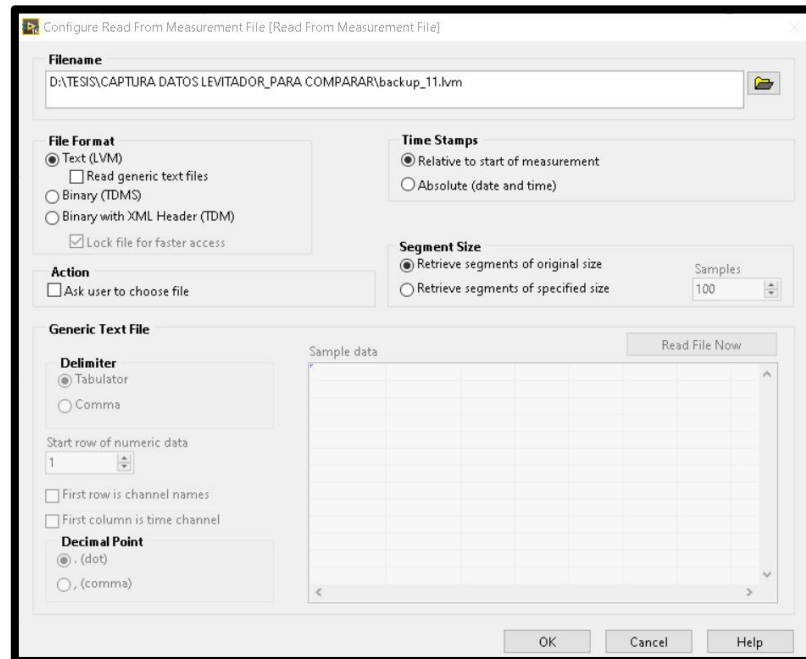 Configure Read From Measurement File [Read From Measurement File]
Filename
D:\TESIS\CAPTURA DATOS LEVITADOR_PARA COMPARAR\backup_11.lvm
File Format
Text (LVM)
Read generic text files
Binary (TDMS)
Binary with XML Header (TDM)
Lock file for faster access
Time Stamps
Relative to start of measurement
Absolute (date and time)
Action
Ask user to choose file
Segment Size
Retrieve segments of original size
Retrieve segments of specified size
Samples
100
Generic Text File
Delimiter
Tabulator
Comma
Start row of numeric data
1
First row is channel names
First column is time channel
Decimal Point
. (dot)
, (comma)
Sample data
Read File Now
OK
Cancel
Help